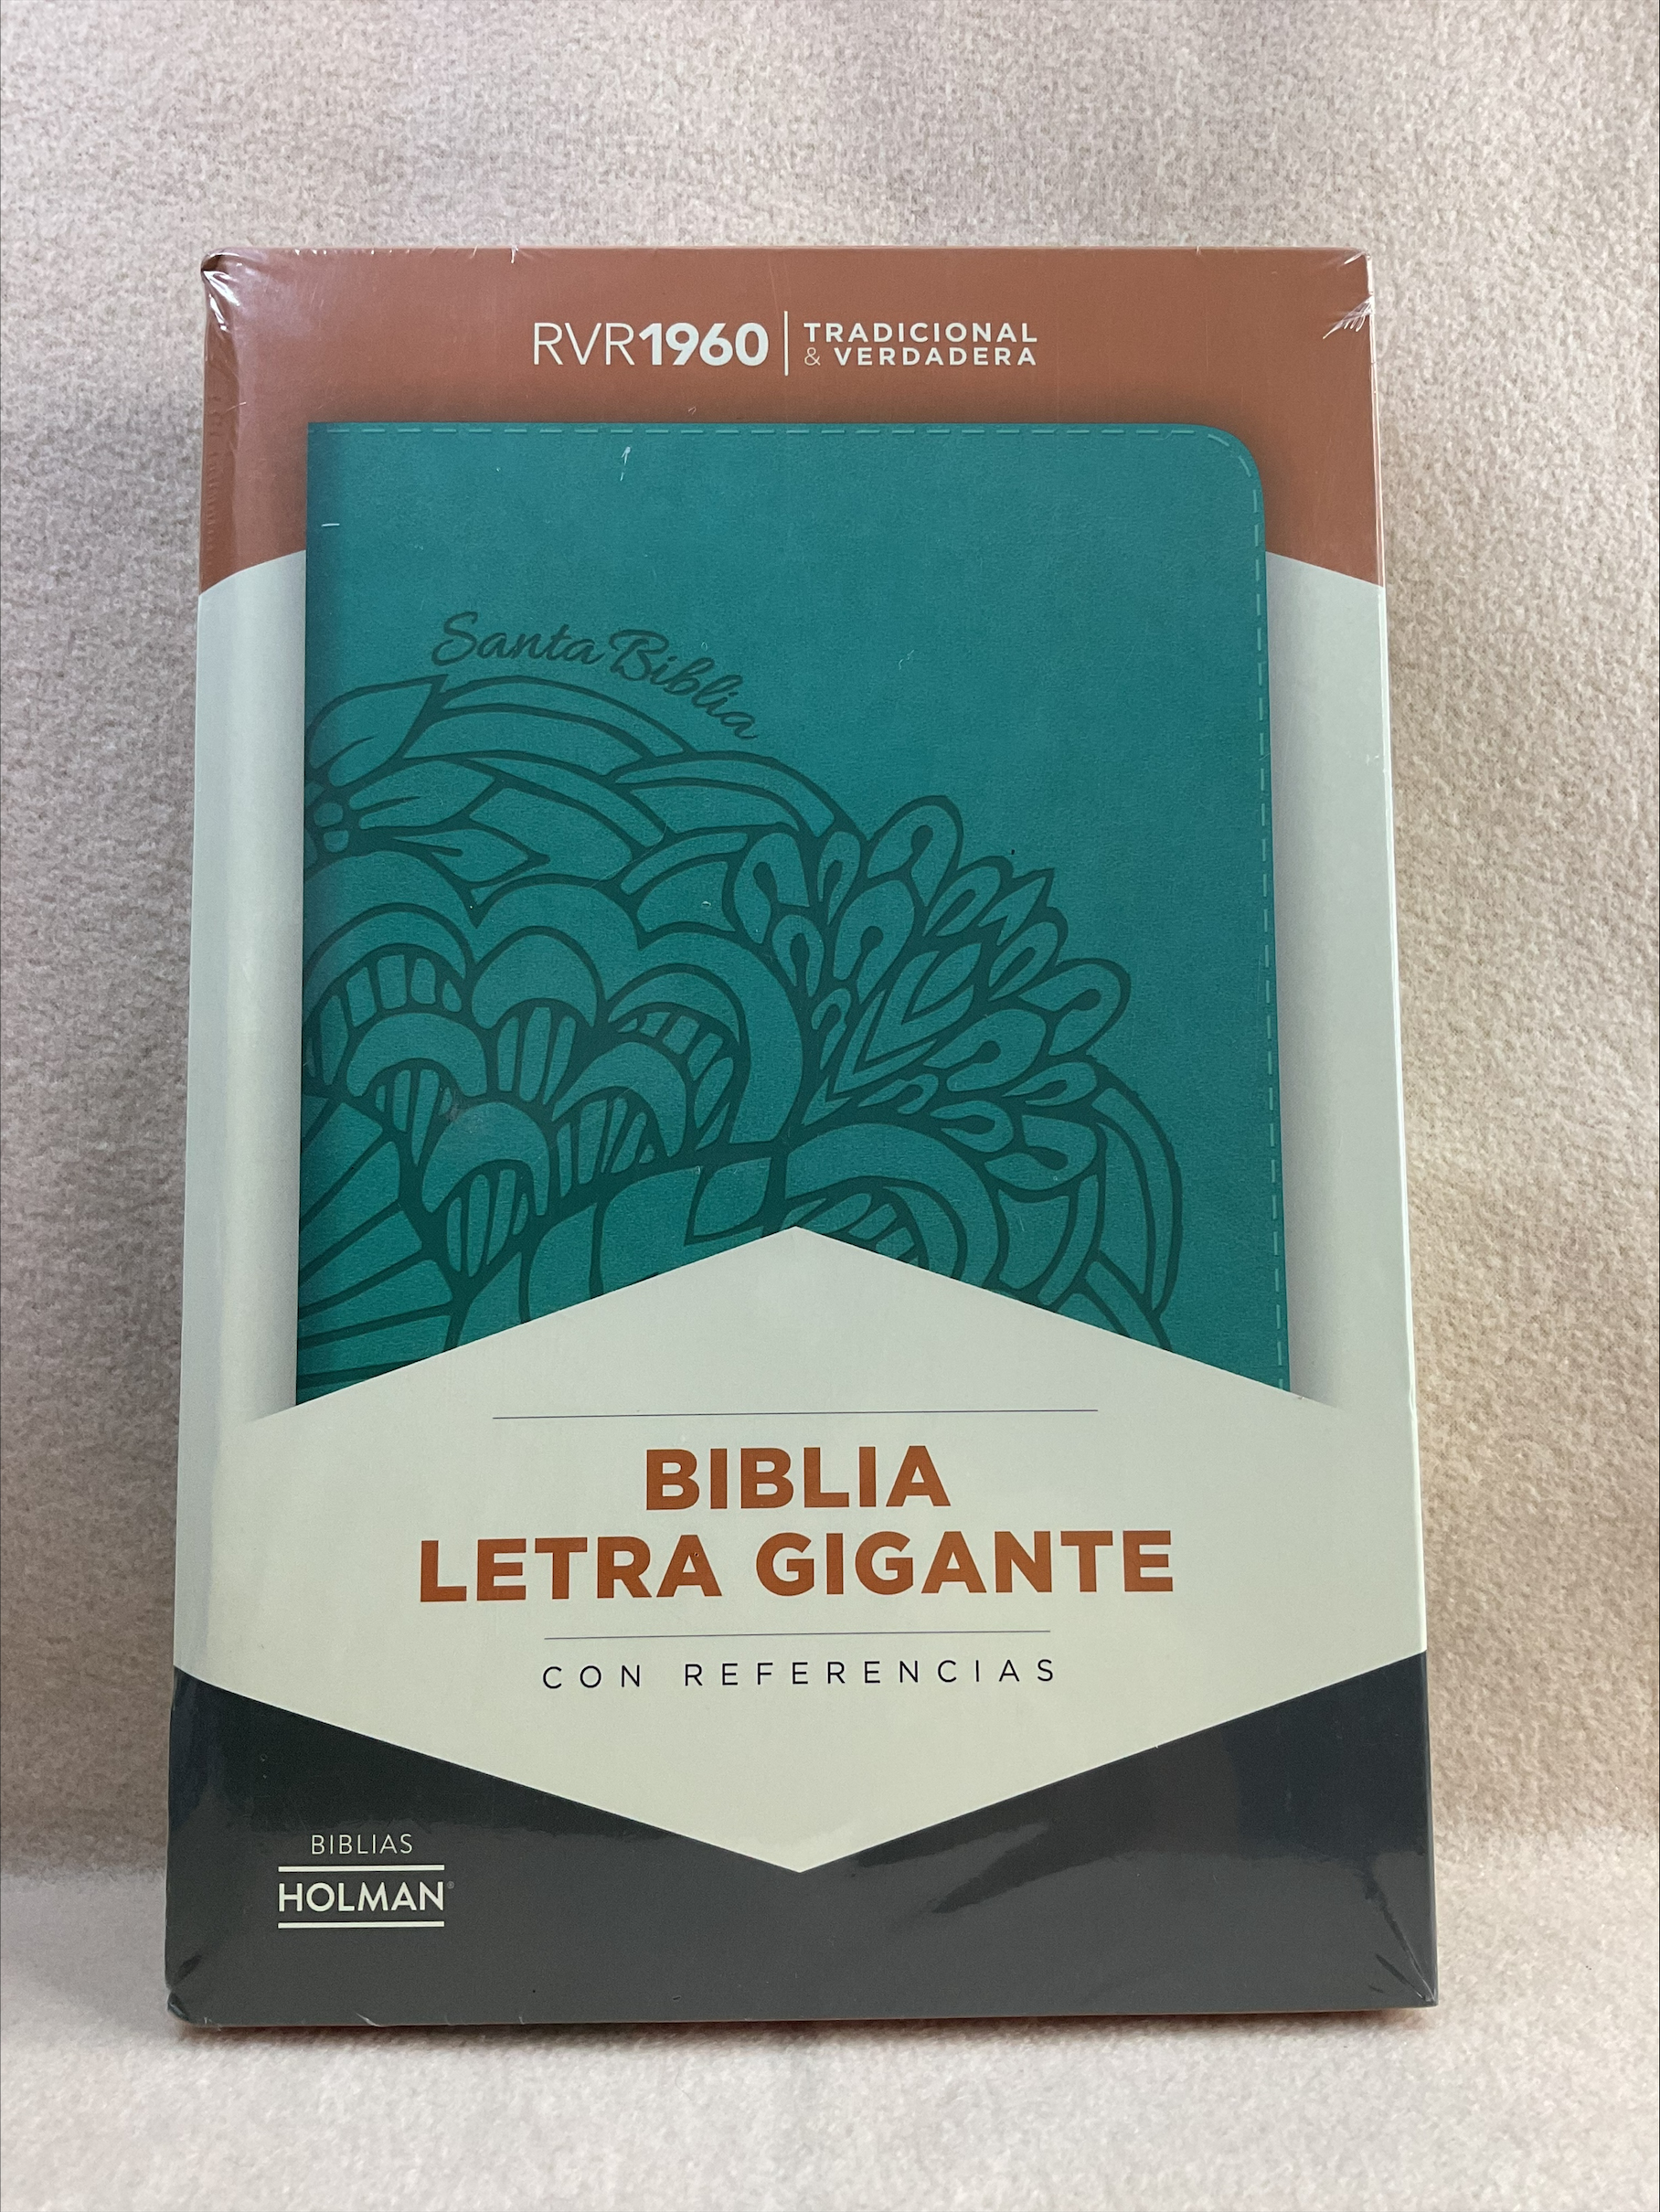 RVR1960 | TRADICIONAL
& VERDADERA
Santa Biblia
BIBLIA
LETRA GIGANTE
CON REFERENCIAS
BIBLIAS
HOLMAN®